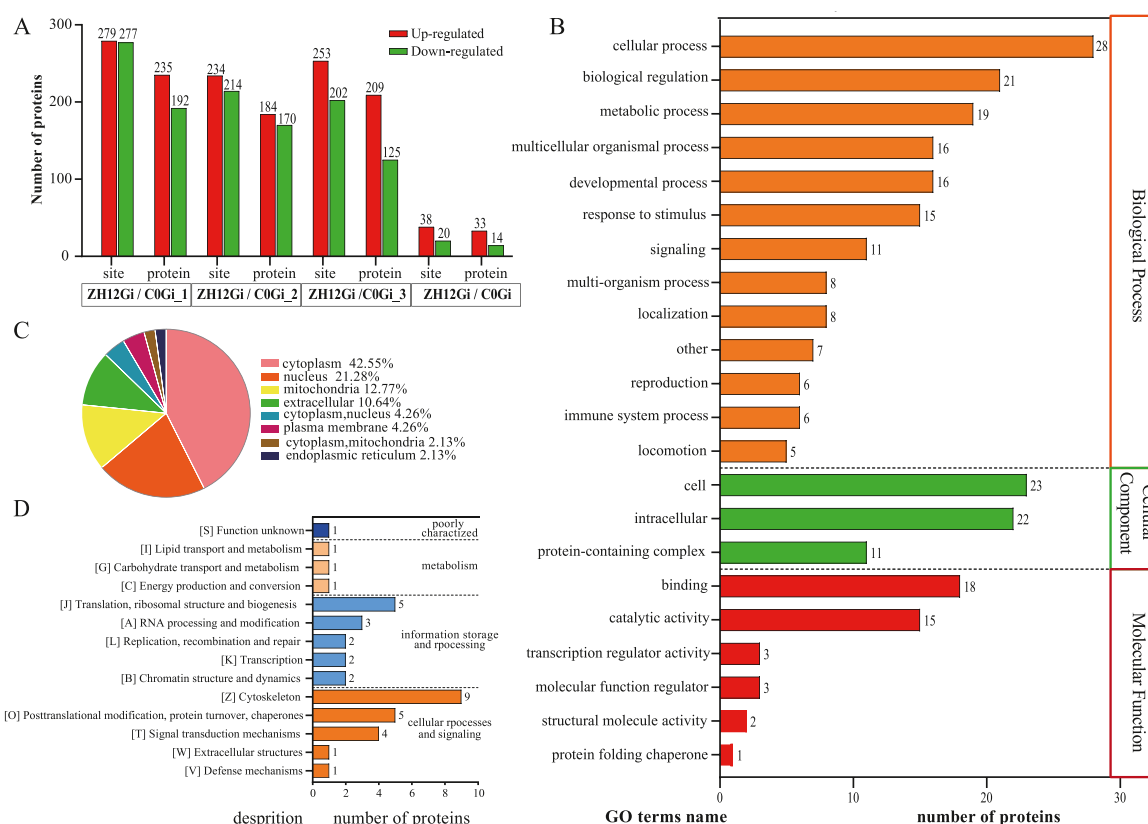 A
300
200
100
0
Number of proteins
Up-regulated
Down-regulated
279 277
235
192
234
214
184
170
253
202
209
125
38
20
33
14
site protein site protein site protein site protein
ZH12Gi / C0Gi_1 ZH12Gi / C0Gi_2 ZH12Gi /C0Gi_3 ZH12Gi / C0Gi
B
cellular process 28
biological regulation 21
metabolic process 19
multicellular organismal process 16
developmental process 16
response to stimulus 15
signaling 11
multi-organism process 8
localization 8
other 7
reproduction 6
immune system process 6
locomotion 5
cell 23
intracellular 22
protein-containing complex 11
binding 18
catalytic activity 15
transcription regulator activity 3
molecular function regulator 3
structural molecule activity 2
protein folding chaperone 1
0 10 20 30
GO terms name number of proteins
Biological Process
Cellular
Component
Molecular Function
C
cytoplasm 42.55%
nucleus 21.28%
mitochondria 12.77%
extracellular 10.64%
cytoplasm,nucleus 4.26%
plasma membrane 4.26%
cytoplasm,mitochondria 2.13%
endoplasmic reticulum 2.13%
D
[S] Function unknown 1
[I] Lipid transport and metabolism 1
[G] Carbohydrate transport and metabolism 1
[C] Energy production and conversion 1
[J] Translation, ribosomal structure and biogenesis 5
[A] RNA processing and modification 3
[L] Replication, recombination and repair 2
[K] Transcription 2
[B] Chromatin structure and dynamics 2
[Z] Cytoskeleton 9
[O] Posttranslational modification, protein turnover, chaperones 5
[T] Signal transduction mechanisms 4
[W] Extracellular structures 1
[V] Defense mechanisms 1
poorly
charactized
metabolism
information storage
and rpocessing
cellular rpocesses
and signaling
0 2 4 6 8 10
desprition number of proteins